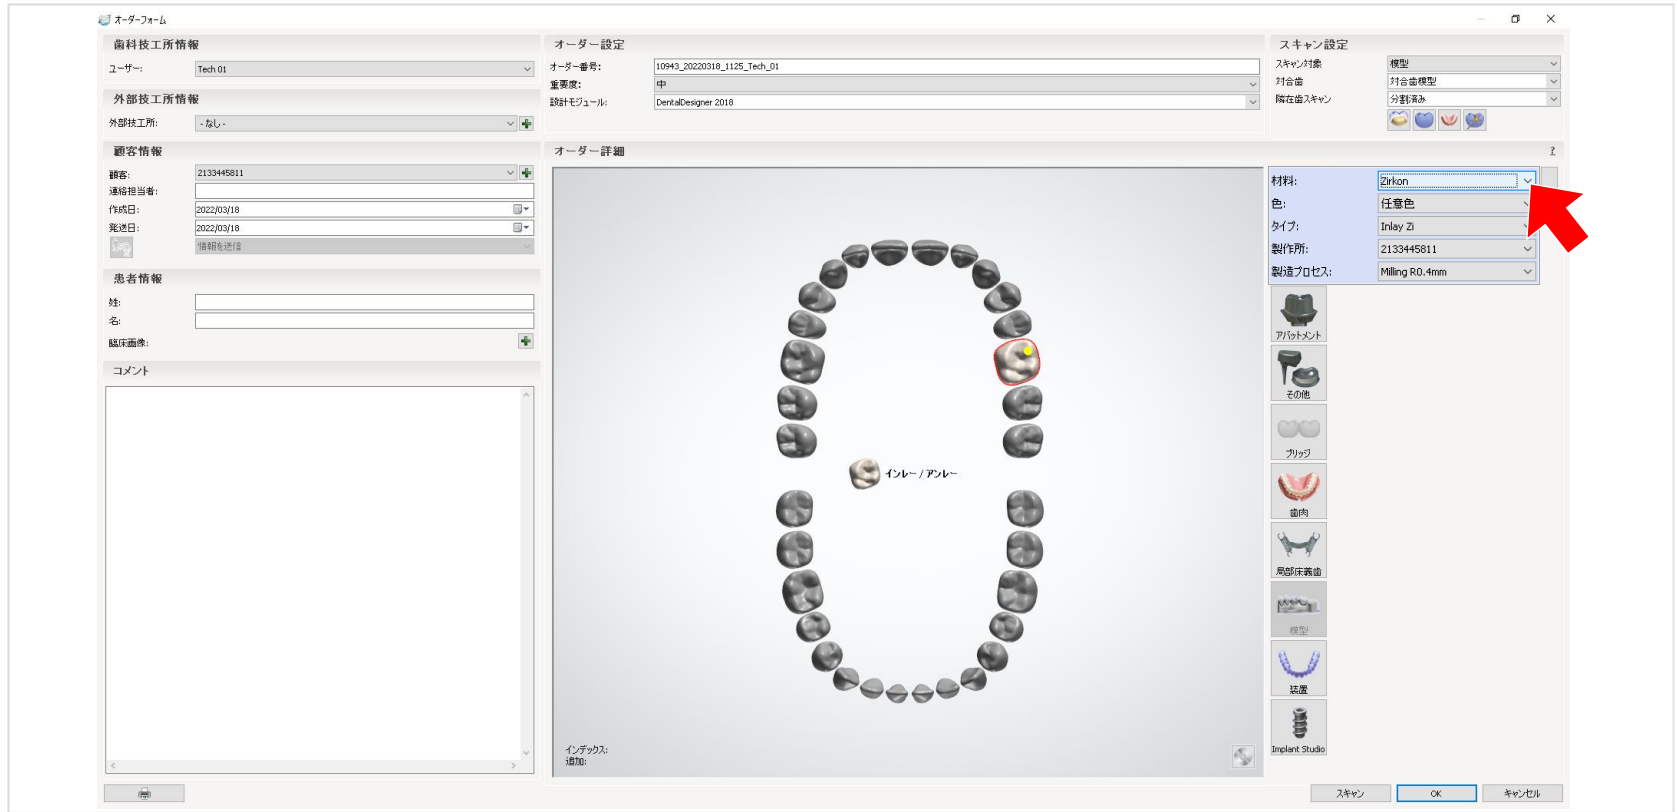 オーダーフォーム
歯科技工所情報
ユーザー: Tech 01
外部技工所情報
外部技工所: - なし -
顧客情報
顧客: 2133445811
連絡担当者:
作成日: 2022/03/18
発送日: 2022/03/18
情報を送信
患者情報
姓:
名:
臨床画像:
コメント
オーダー設定
オーダー番号: 10943_20220318_1125_Tech_01
重要度: 中
設計モジュール: DentalDesigner 2018
スキャン設定
スキャン対象 模型
対合歯 対合歯模型
隣在歯スキャン 分割済み
オーダー詳細
?
インレー / アンレー
インデックス:
追加:
材料: Zirkon
色: 任意色
タイプ: Inlay Zi
製作所: 2133445811
製造プロセス: Milling R0.4mm
アバットメント
その他
ブリッジ
歯肉
局部床義歯
模型
装置
Implant Studio
スキャン OK キャンセル